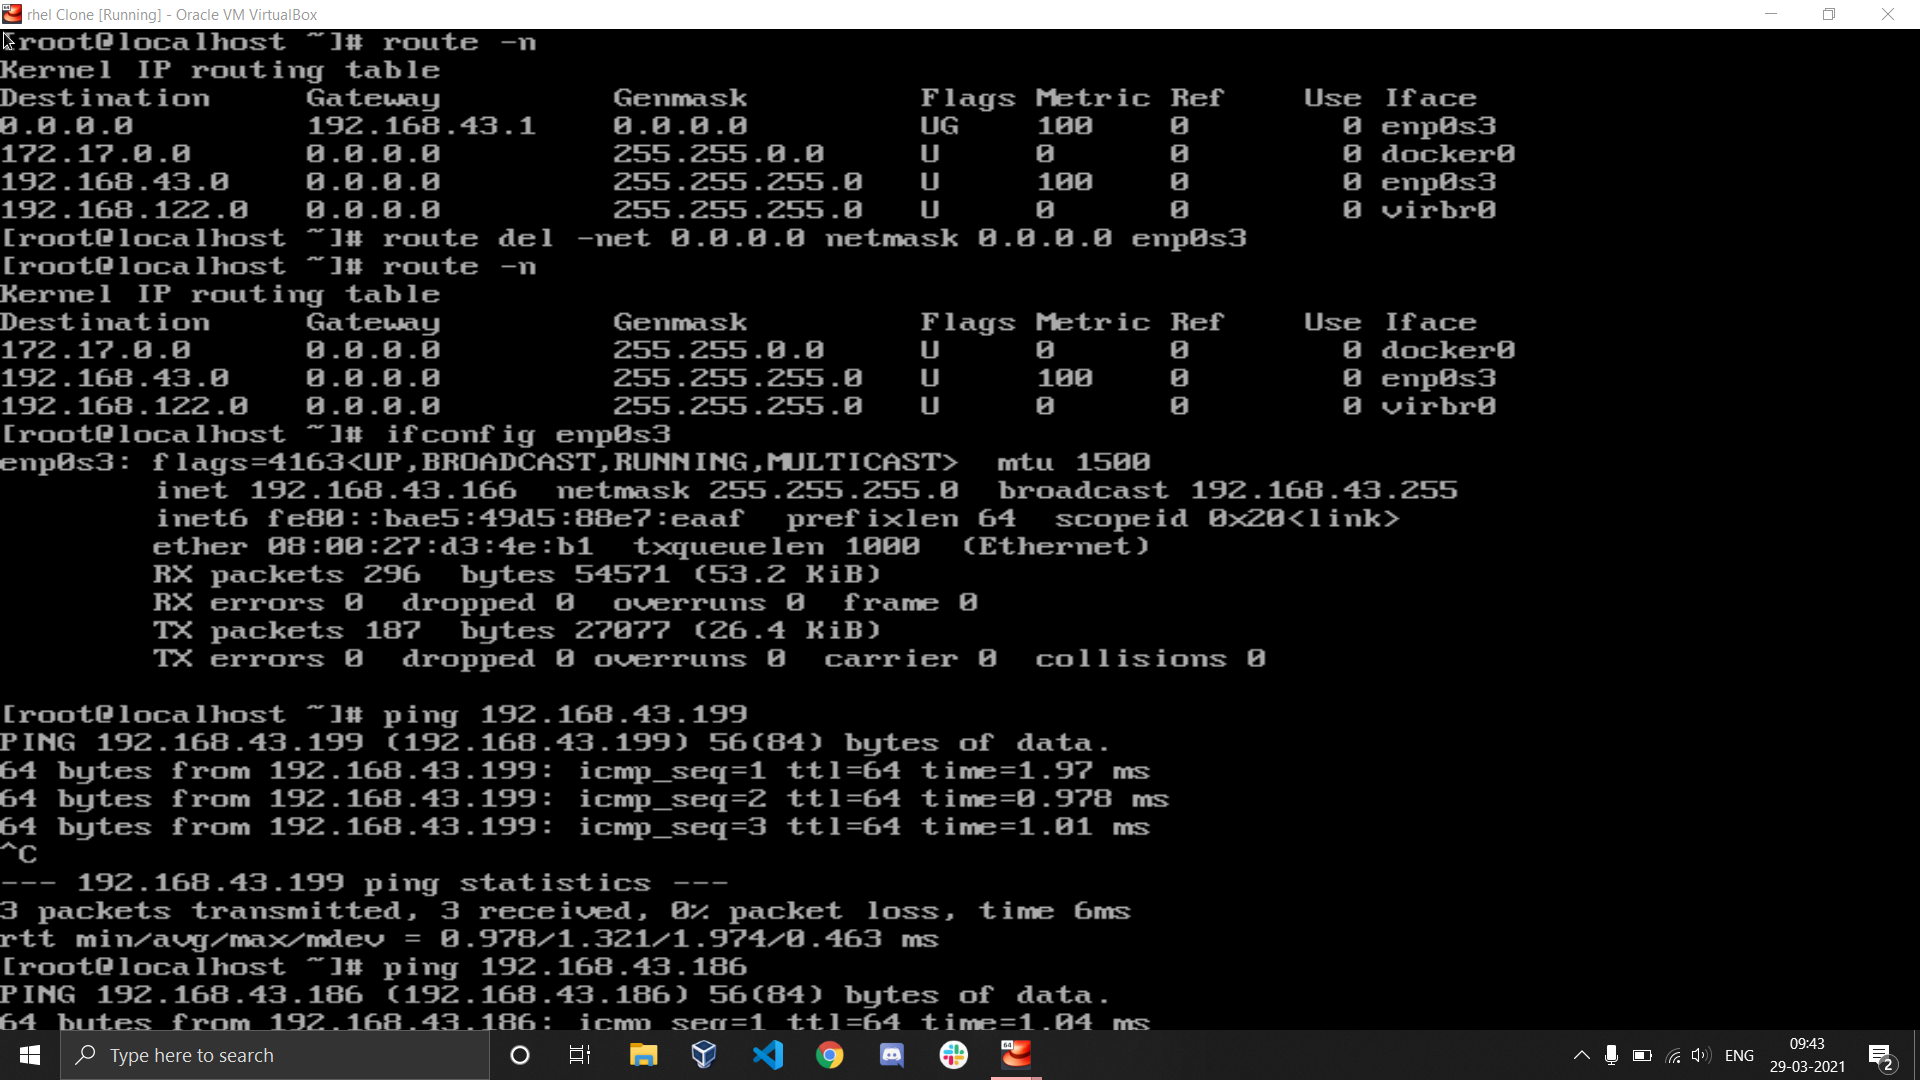 rhel Clone [Running] - Oracle VM VirtualBox
[root@localhost ~]# route -n
Kernel IP routing table
Destination     Gateway         Genmask         Flags Metric Ref    Use Iface
0.0.0.0         192.168.43.1    0.0.0.0         UG    100    0        0 enp0s3
172.17.0.0      0.0.0.0         255.255.0.0     U     0      0        0 docker0
192.168.43.0    0.0.0.0         255.255.255.0   U     100    0        0 enp0s3
192.168.122.0   0.0.0.0         255.255.255.0   U     0      0        0 virbr0
[root@localhost ~]# route del -net 0.0.0.0 netmask 0.0.0.0 enp0s3
[root@localhost ~]# route -n
Kernel IP routing table
Destination     Gateway         Genmask         Flags Metric Ref    Use Iface
172.17.0.0      0.0.0.0         255.255.0.0     U     0      0        0 docker0
192.168.43.0    0.0.0.0         255.255.255.0   U     100    0        0 enp0s3
192.168.122.0   0.0.0.0         255.255.255.0   U     0      0        0 virbr0
[root@localhost ~]# ifconfig enp0s3
enp0s3: flags=4163<UP,BROADCAST,RUNNING,MULTICAST>  mtu 1500
        inet 192.168.43.166  netmask 255.255.255.0  broadcast 192.168.43.255
        inet6 fe80::bae5:49d5:88e7:eaaf  prefixlen 64  scopeid 0x20<link>
        ether 08:00:27:d3:4e:b1  txqueuelen 1000  (Ethernet)
        RX packets 296  bytes 54571 (53.2 KiB)
        RX errors 0  dropped 0  overruns 0  frame 0
        TX packets 187  bytes 27077 (26.4 KiB)
        TX errors 0  dropped 0 overruns 0  carrier 0  collisions 0
[root@localhost ~]# ping 192.168.43.199
PING 192.168.43.199 (192.168.43.199) 56(84) bytes of data.
64 bytes from 192.168.43.199: icmp_seq=1 ttl=64 time=1.97 ms
64 bytes from 192.168.43.199: icmp_seq=2 ttl=64 time=0.978 ms
64 bytes from 192.168.43.199: icmp_seq=3 ttl=64 time=1.01 ms
^C
--- 192.168.43.199 ping statistics ---
3 packets transmitted, 3 received, 0% packet loss, time 6ms
rtt min/avg/max/mdev = 0.978/1.321/1.974/0.463 ms
[root@localhost ~]# ping 192.168.43.186
PING 192.168.43.186 (192.168.43.186) 56(84) bytes of data.
64 bytes from 192.168.43.186: icmp_seq=1 ttl=64 time=1.04 ms
Type here to search
ENG
09:43
29-03-2021
2
64